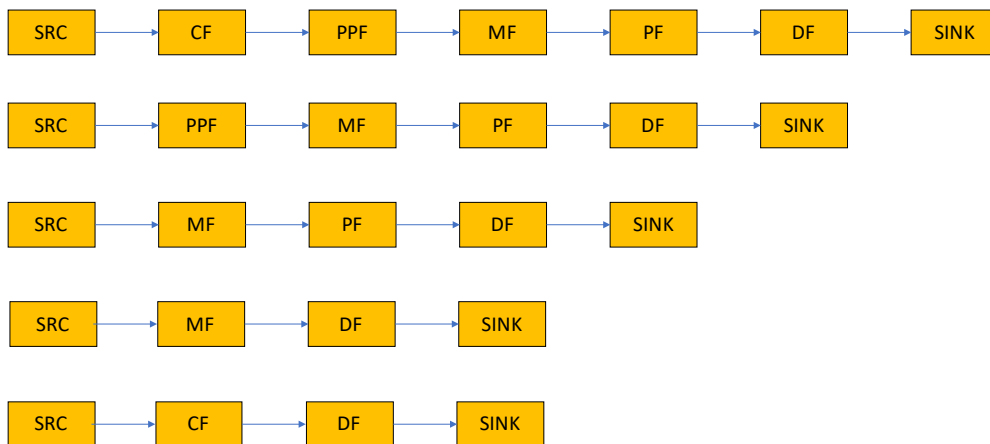 SRC CF PPF MF PF DF SINK
SRC PPF MF PF DF SINK
SRC MF PF DF SINK
SRC MF DF SINK
SRC CF DF SINK